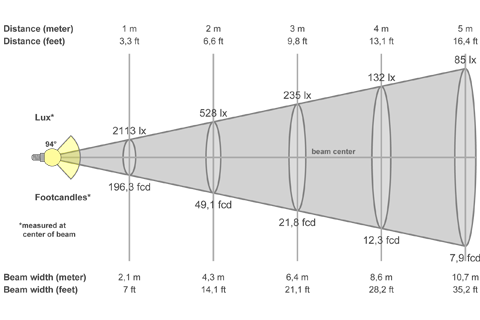 Distance (meter) 1 m 2 m 3 m 4 m 5 m
Distance (feet) 3,3 ft 6,6 ft 9,8 ft 13,1 ft 16,4 ft
85 lx
132 lx
235 lx
528 lx
Lux*
2113 lx
94°
beam center
196,3 fcd
Footcandles*
49,1 fcd
21,8 fcd
*measured at
center of beam
12,3 fcd
7,9 fcd
Beam width (meter) 2,1 m 4,3 m 6,4 m 8,6 m 10,7 m
Beam width (feet) 7 ft 14,1 ft 21,1 ft 28,2 ft 35,2 ft